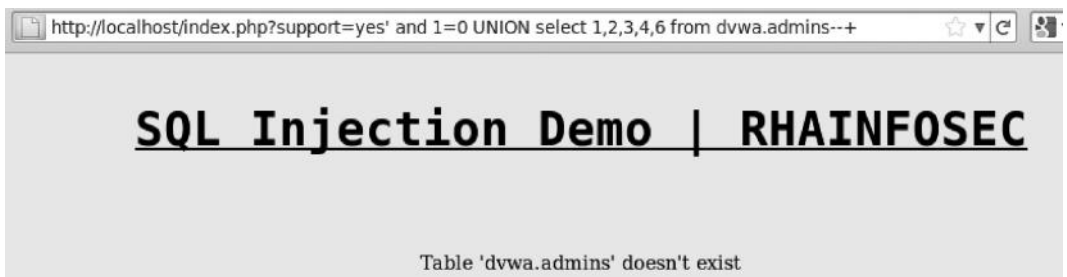 http://localhost/index.php?support=yes' and 1=0 UNION select 1,2,3,4,6 from dvwa.admins--+
SQL Injection Demo | RHAINFOSEC
Table 'dvwa.admins' doesn't exist